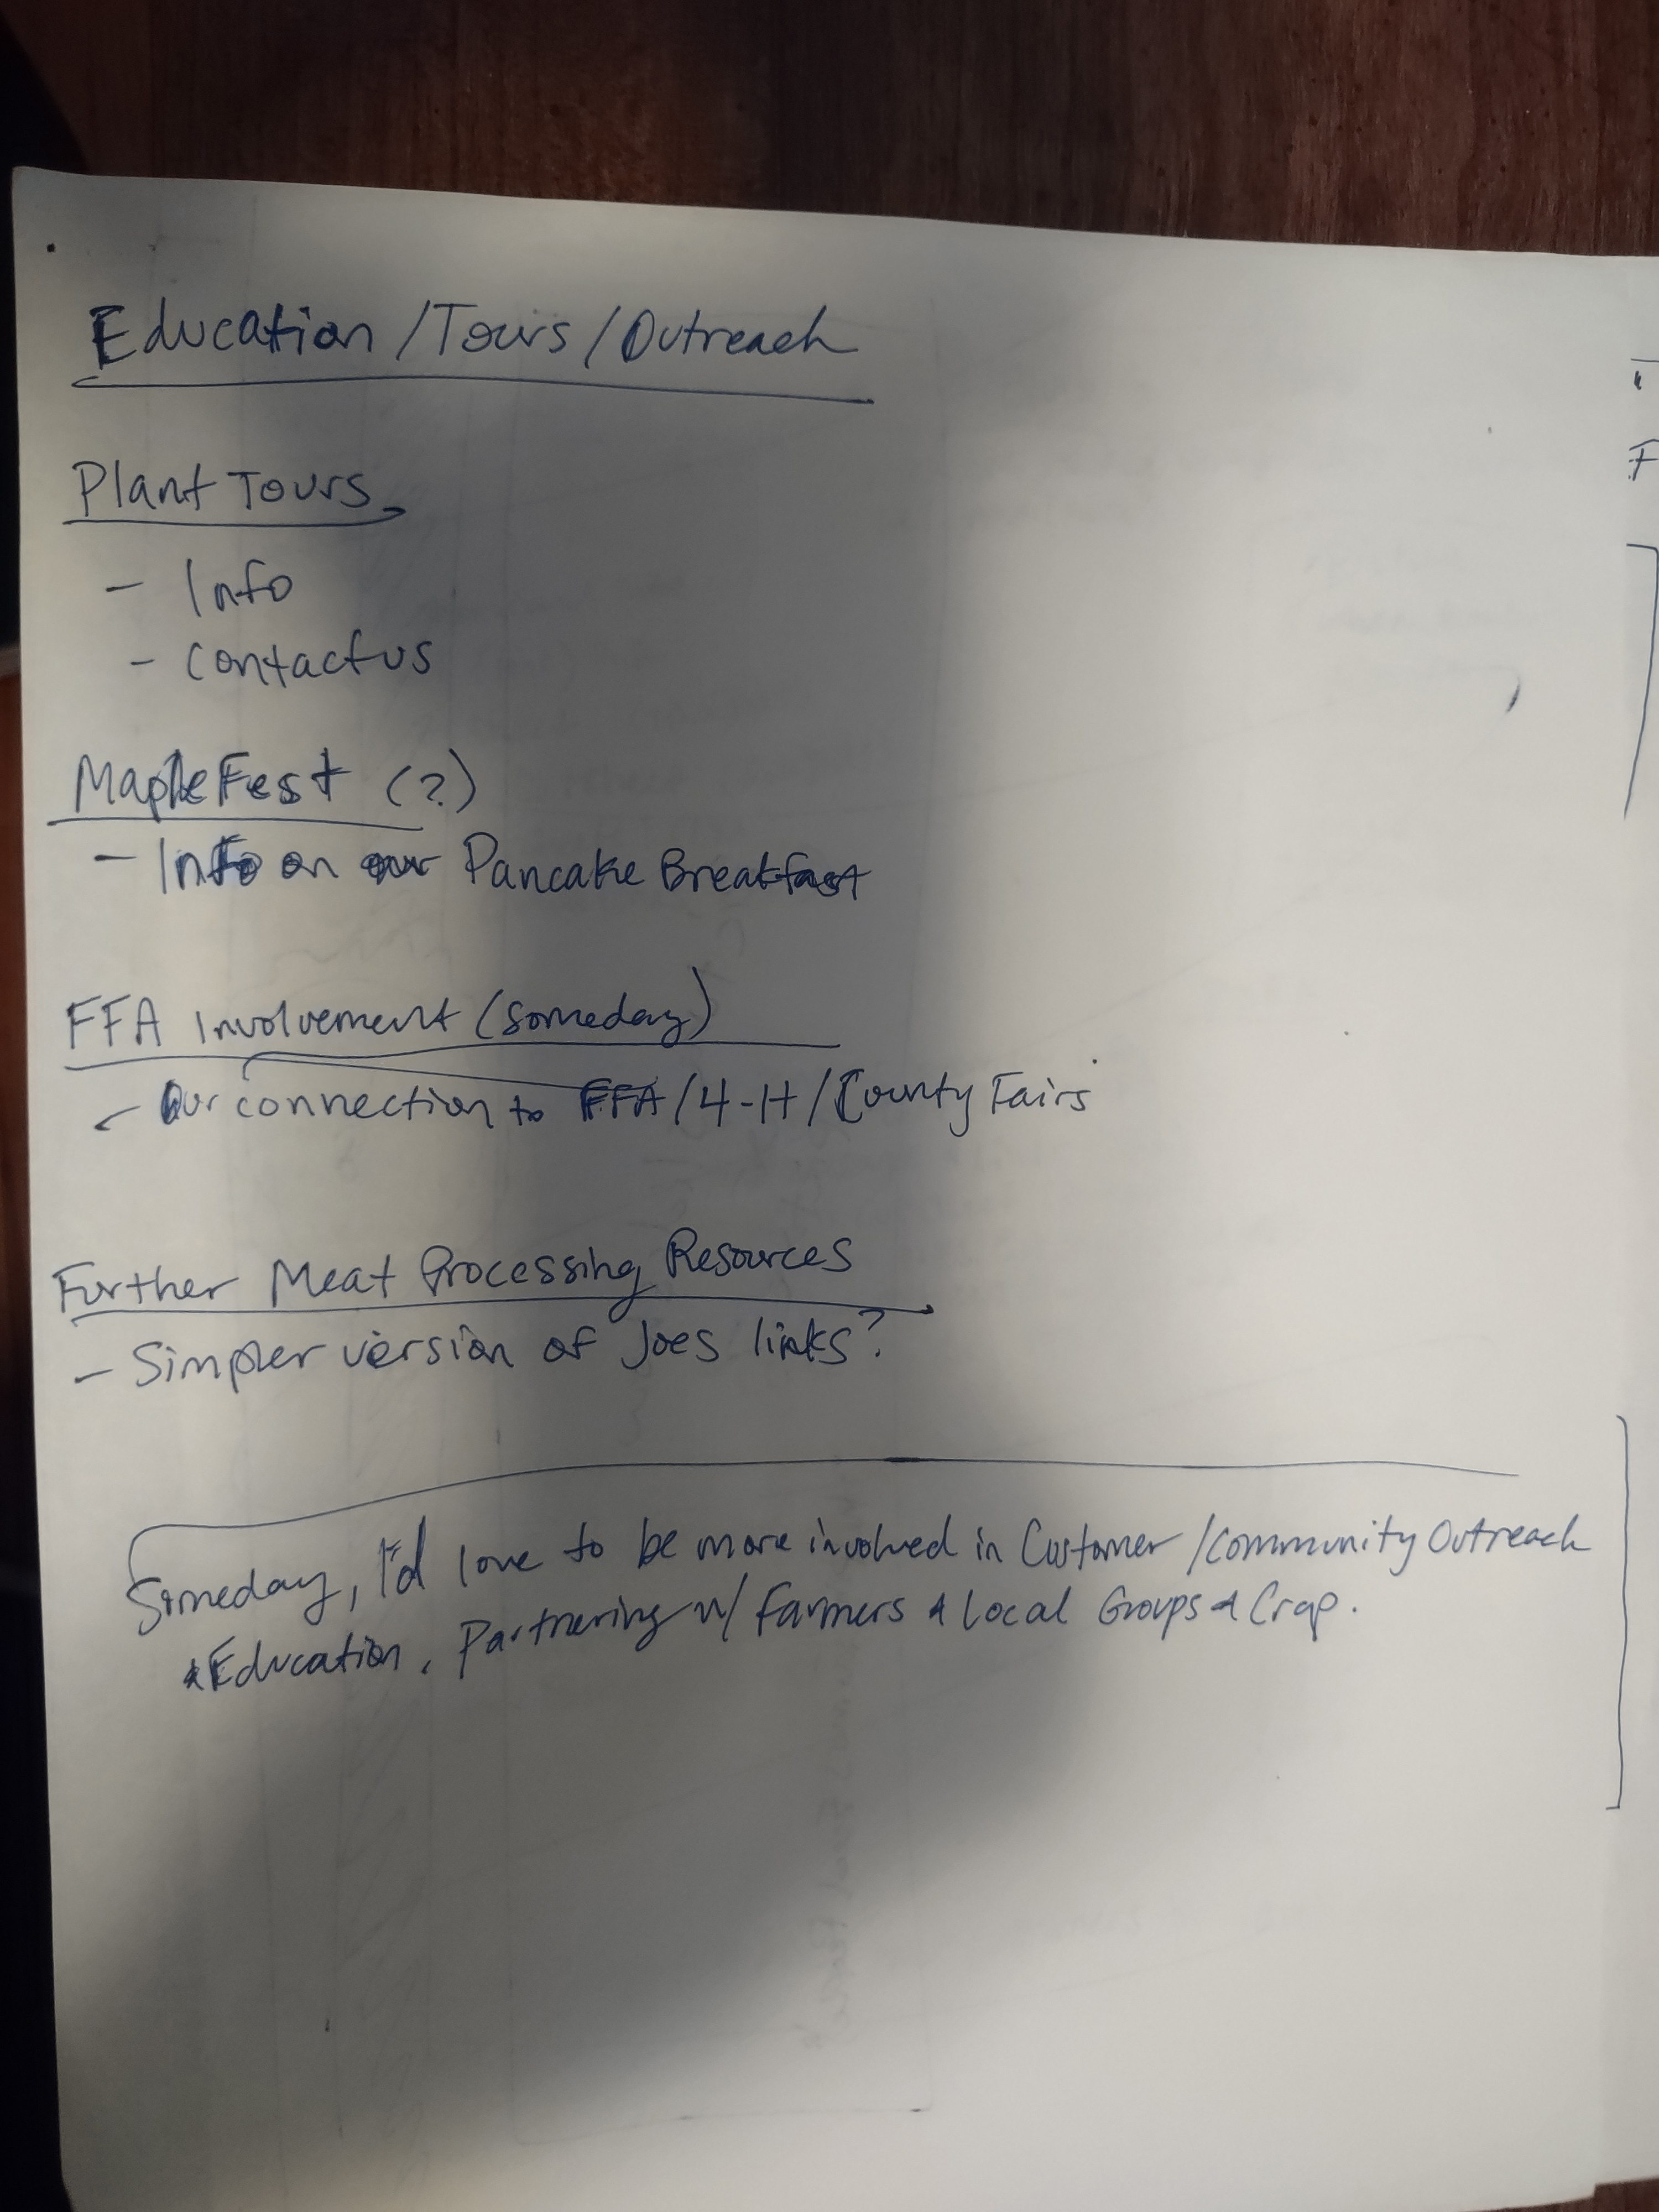 Education/Tours/Outreach
Plant Tours
- Info
- Contact us
MapleFest (?)
- Info on our Pancake Breakfast
FFA Involvement (Someday)
- Our connection to FFA/4-H/County Fairs
Further Meat Processing Resources
- Simpler version of Joes links?
Someday, I'd love to be more involved in Customer/Community Outreach
& Education, Partnering w/ Farmers & Local Groups & Crap.